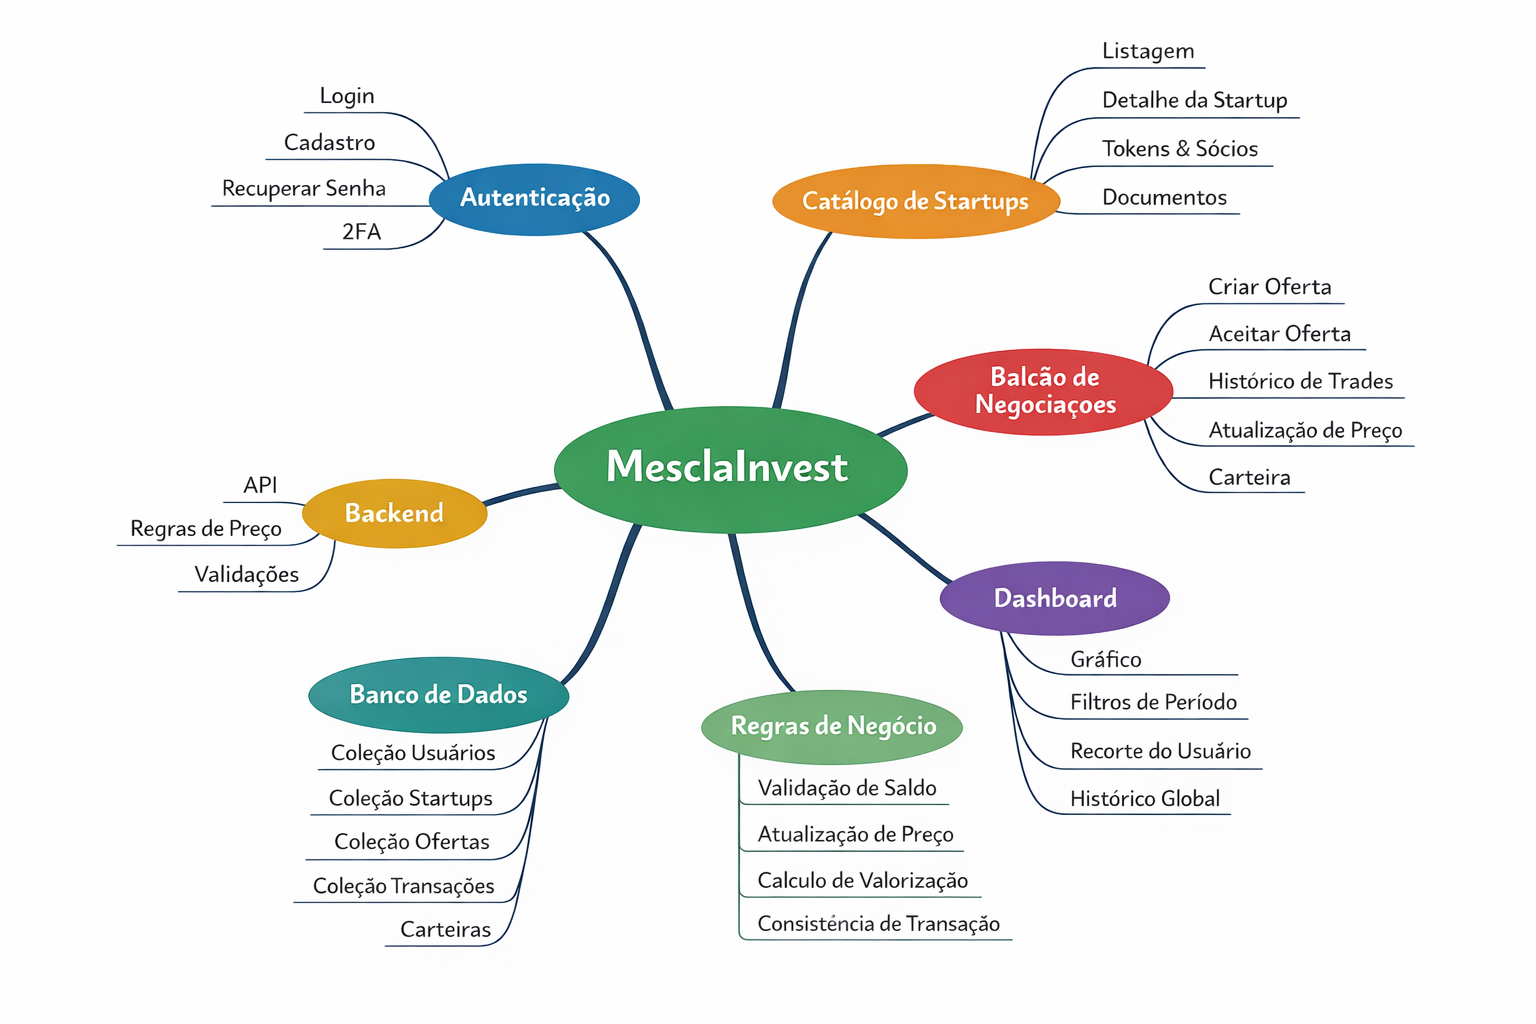 Login
Cadastro
Recuperar Senha
2FA
Autenticação
Catálogo de Startups
Listagem
Detalhe da Startup
Tokens & Sócios
Documentos
Balcão de
Negociaçoes
Criar Oferta
Aceitar Oferta
Histórico de Trades
Atualização de Preço
Carteira
MesclaInvest
API
Regras de Preço
Validações
Backend
Dashboard
Gráfico
Filtros de Período
Recorte do Usuário
Histórico Global
Banco de Dados
Coleção Usuários
Coleção Startups
Coleção Ofertas
Coleção Transações
Carteiras
Regras de Negócio
Validação de Saldo
Atualização de Preço
Calculo de Valorização
Consisténcia de Transação